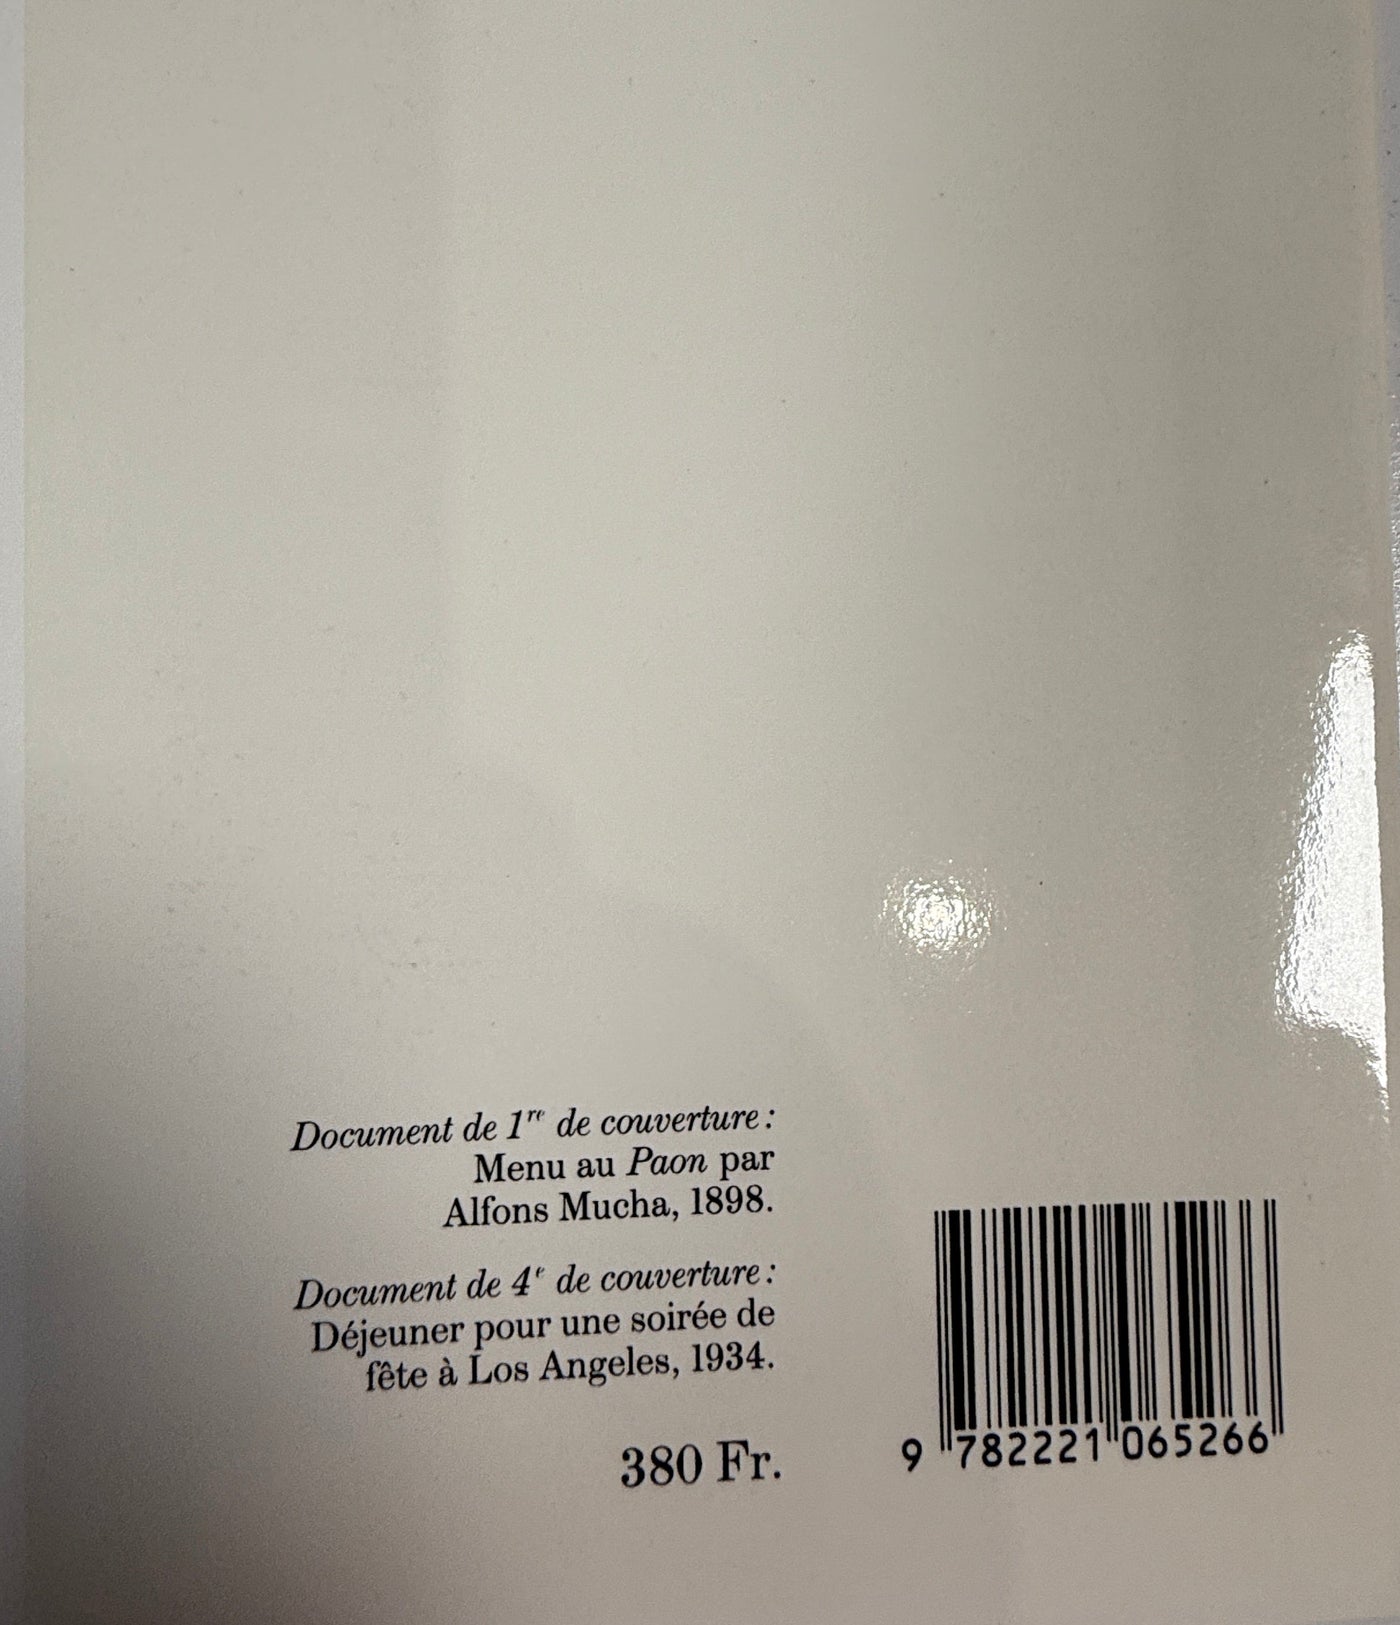 Document de 1re de couverture :
Menu au Paon par
Alfons Mucha, 1898.
Document de 4e de couverture :
Déjeuner pour une soirée de
fête à Los Angeles, 1934.
380 Fr.
9 782221 065266